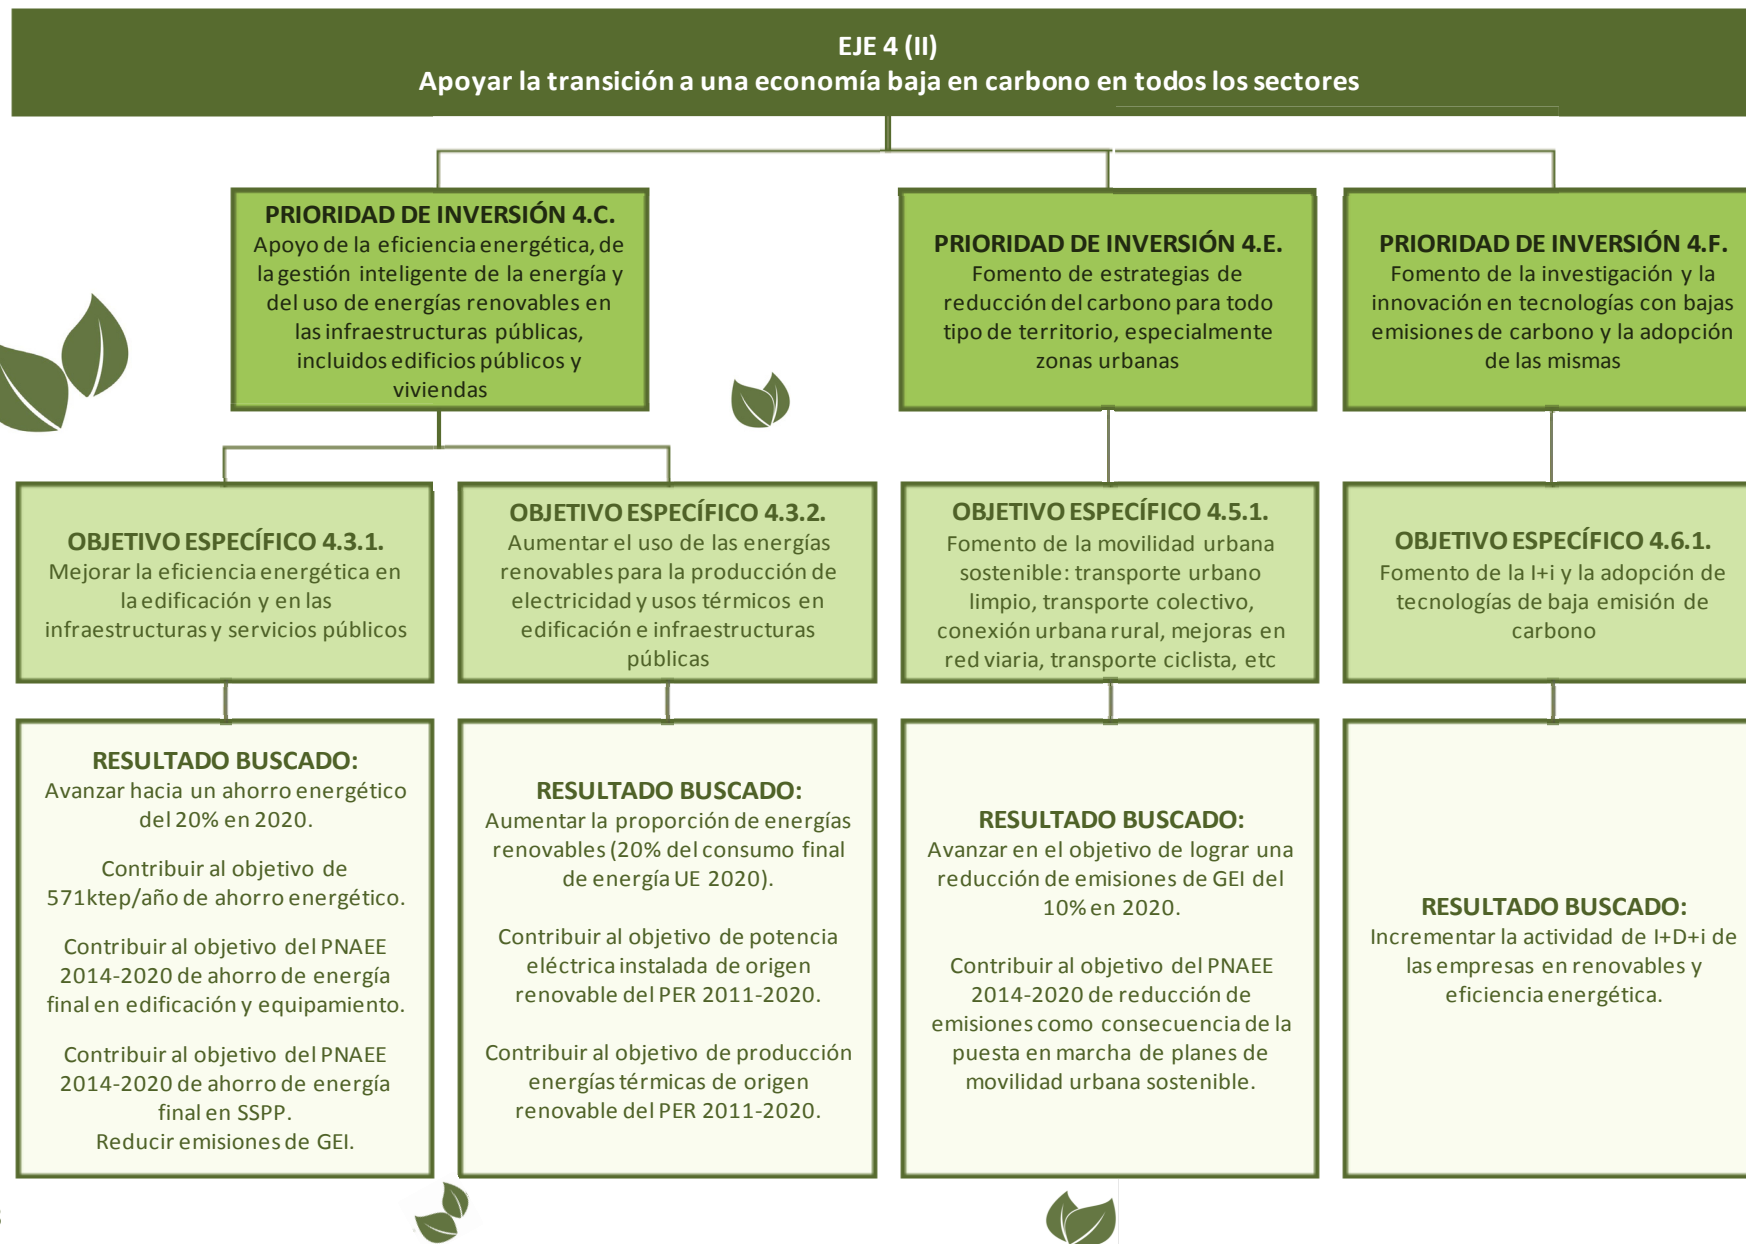 EJE 4 (II)
Apoyar la transición a una economía baja en carbono en todos los sectores
PRIORIDAD DE INVERSIÓN 4.C.
Apoyo de la eficiencia energética, de
la gestión inteligente de la energía y
del uso de energías renovables en
las infraestructuras públicas,
incluidos edificios públicos y
viviendas
PRIORIDAD DE INVERSIÓN 4.E.
Fomento de estrategias de
reducción del carbono para todo
tipo de territorio, especialmente
zonas urbanas
PRIORIDAD DE INVERSIÓN 4.F.
Fomento de la investigación y la
innovación en tecnologías con bajas
emisiones de carbono y la adopción
de las mismas
OBJETIVO ESPECÍFICO 4.3.1.
Mejorar la eficiencia energética en
la edificación y en las
infraestructuras y servicios públicos
OBJETIVO ESPECÍFICO 4.3.2.
Aumentar el uso de las energías
renovables para la producción de
electricidad y usos térmicos en
edificación e infraestructuras
públicas
OBJETIVO ESPECÍFICO 4.5.1.
Fomento de la movilidad urbana
sostenible: transporte urbano
limpio, transporte colectivo,
conexión urbana rural, mejoras en
red viaria, transporte ciclista, etc
OBJETIVO ESPECÍFICO 4.6.1.
Fomento de la I+i y la adopción de
tecnologías de baja emisión de
carbono
RESULTADO BUSCADO:
Avanzar hacia un ahorro energético
del 20% en 2020.
Contribuir al objetivo de
571ktep/año de ahorro energético.
Contribuir al objetivo del PNAEE
2014-2020 de ahorro de energía
final en edificación y equipamiento.
Contribuir al objetivo del PNAEE
2014-2020 de ahorro de energía
final en SSPP.
Reducir emisiones de GEI.
RESULTADO BUSCADO:
Aumentar la proporción de energías
renovables (20% del consumo final
de energía UE 2020).
Contribuir al objetivo de potencia
eléctrica instalada de origen
renovable del PER 2011-2020.
Contribuir al objetivo de producción
energías térmicas de origen
renovable del PER 2011-2020.
RESULTADO BUSCADO:
Avanzar en el objetivo de lograr una
reducción de emisiones de GEI del
10% en 2020.
Contribuir al objetivo del PNAEE
2014-2020 de reducción de
emisiones como consecuencia de la
puesta en marcha de planes de
movilidad urbana sostenible.
RESULTADO BUSCADO:
Incrementar la actividad de I+D+i de
las empresas en renovables y
eficiencia energética.